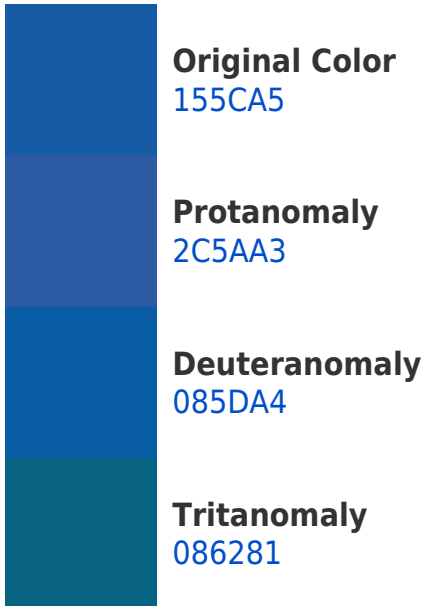 Original Color
155CA5
Protanomaly
2C5AA3
Deuteranomaly
085DA4
Tritanomaly
086281